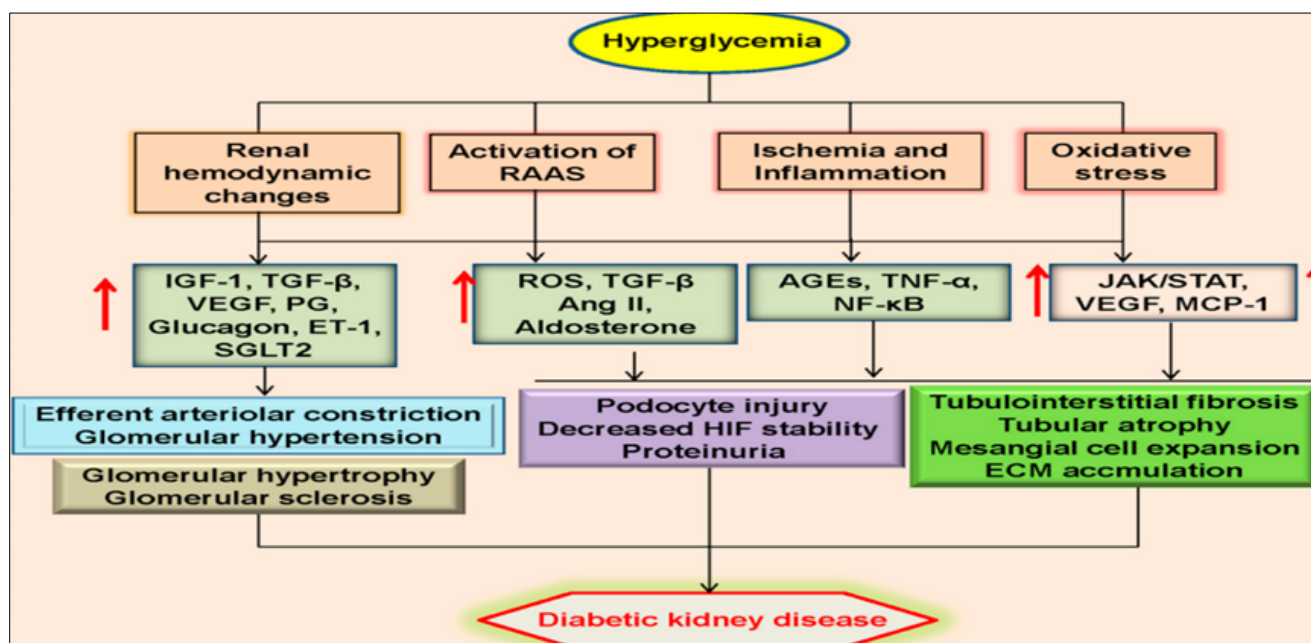 Hyperglycemia
Renal
hemodynamic
changes
Activation of
RAAS
Ischemia and
Inflammation
Oxidative
stress
IGF-1, TGF-β,
VEGF, PG,
Glucagon, ET-1,
SGLT2
ROS, TGF-β
Ang II,
Aldosterone
AGEs, TNF-α,
NF-κB
JAK/STAT,
VEGF, MCP-1
Efferent arteriolar constriction
Glomerular hypertension
Glomerular hypertrophy
Glomerular sclerosis
Podocyte injury
Decreased HIF stability
Proteinuria
Tubulointerstitial fibrosis
Tubular atrophy
Mesangial cell expansion
ECM accmulation
Diabetic kidney disease